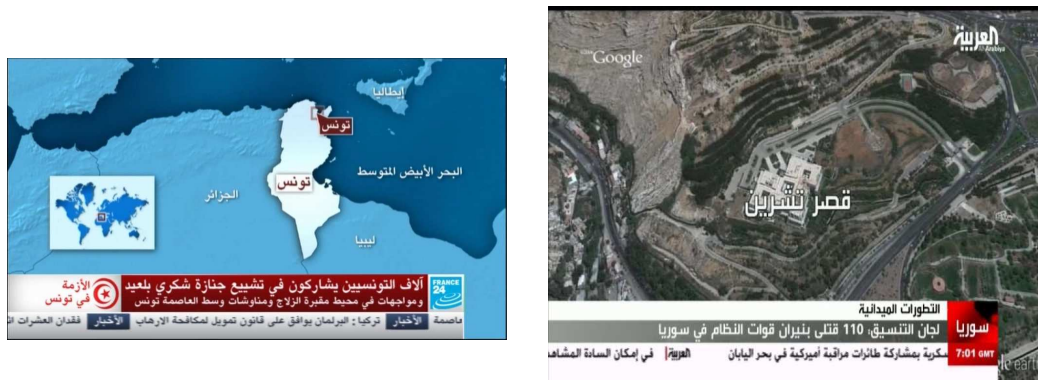 إيطاليا
تونس
البحر الأبيض المتوسط
تونس
الجزائر
ليبيا
آلاف التونسيين يشاركون في تشييع جنازة شكري بلعيد
ومواجهات في محيط مقبرة الزلاج ومناوشات وسط العاصمة تونس
الأزمة
في تونس
FRANCE
24
الأخبار تركيا : البرلمان يوافق على قانون تمويل لمكافحة الارهاب الأخبار فقدان العشرات
العربية
Al Arabiya
Google
قصر تشرين
التطورات الميدانية
لجان التنسيق: 110 قتلى بنيران قوات النظام في سوريا
سوريا
7:01 GMT
بمشاركة طائرات مراقبة أميركية في بحر اليابان العربية في إمكان السادة